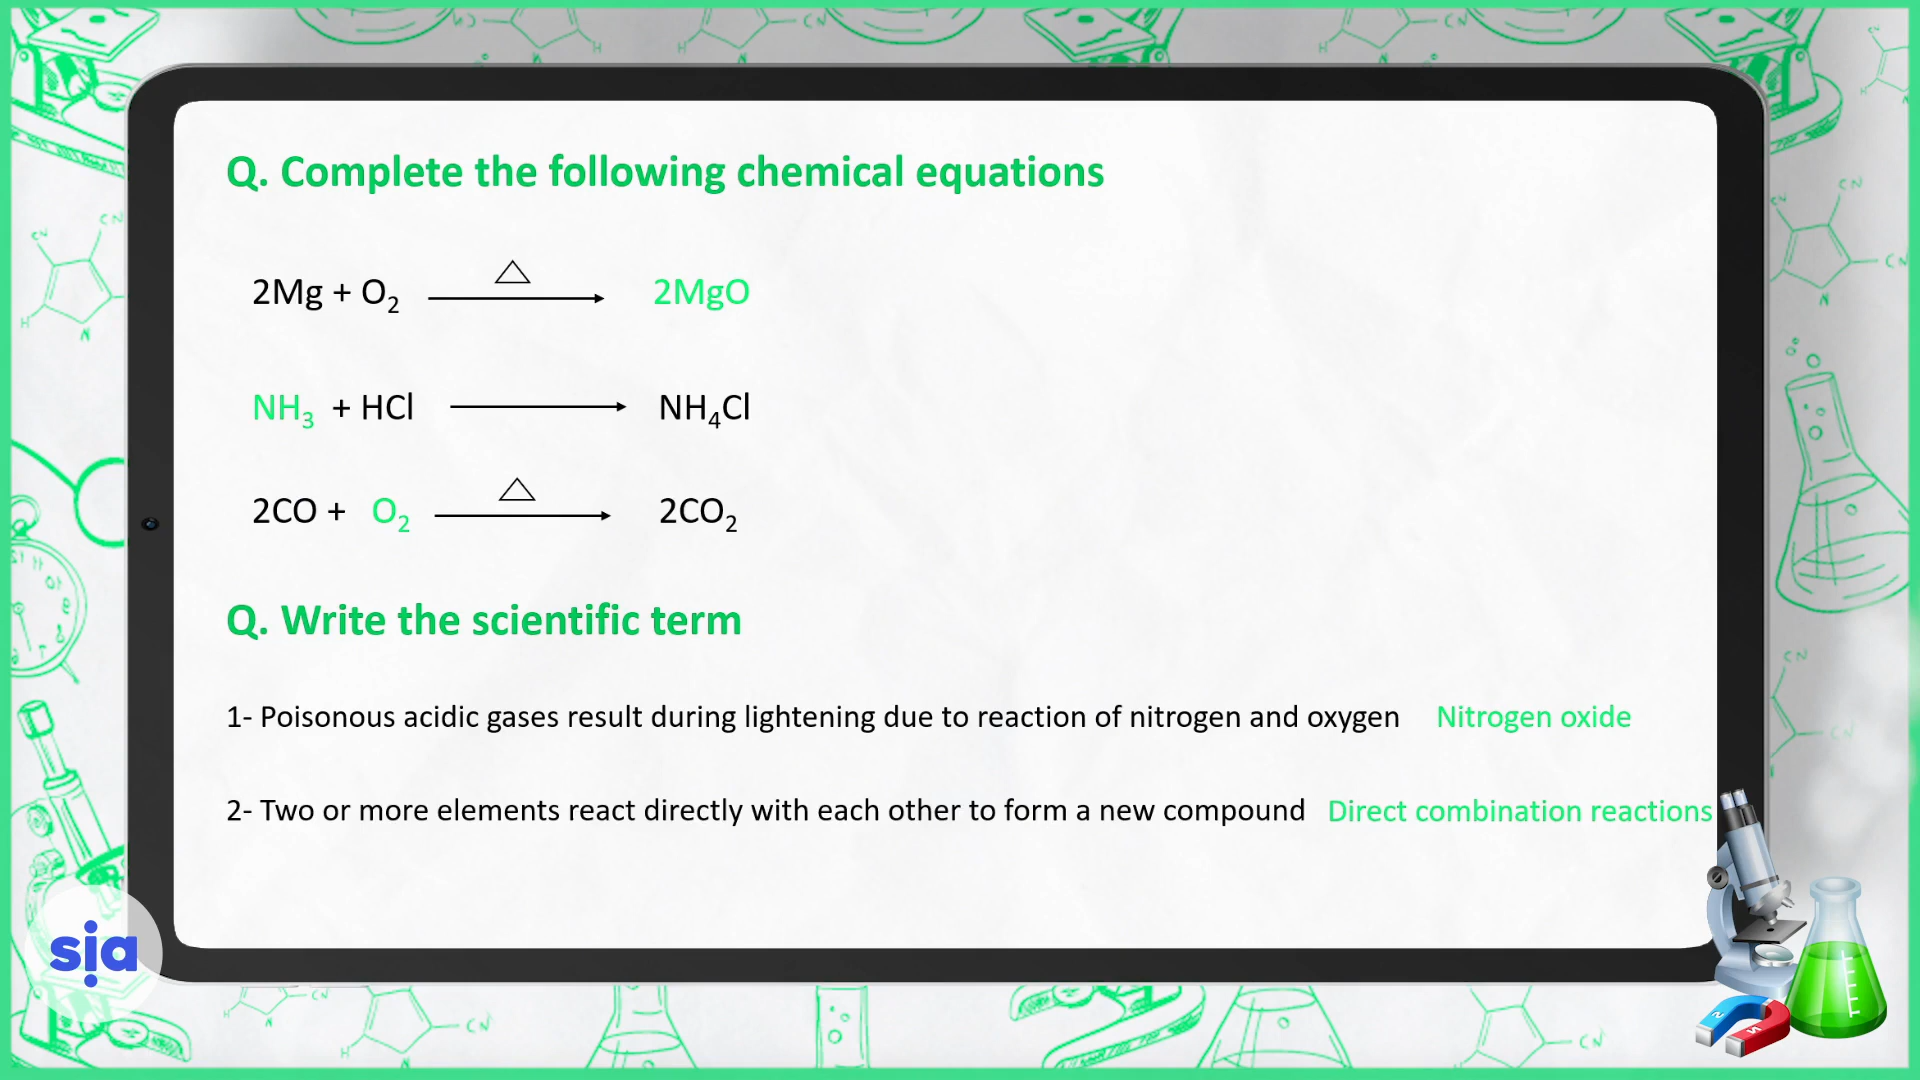 Q. Complete the following chemical equations
2Mg + O₂ △ → 2MgO
NH₃ + HCl → NH₄Cl
2CO + O₂ △ → 2CO₂
Q. Write the scientific term
1- Poisonous acidic gases result during lightening due to reaction of nitrogen and oxygen Nitrogen oxide
2- Two or more elements react directly with each other to form a new compound Direct combination reactions
sia